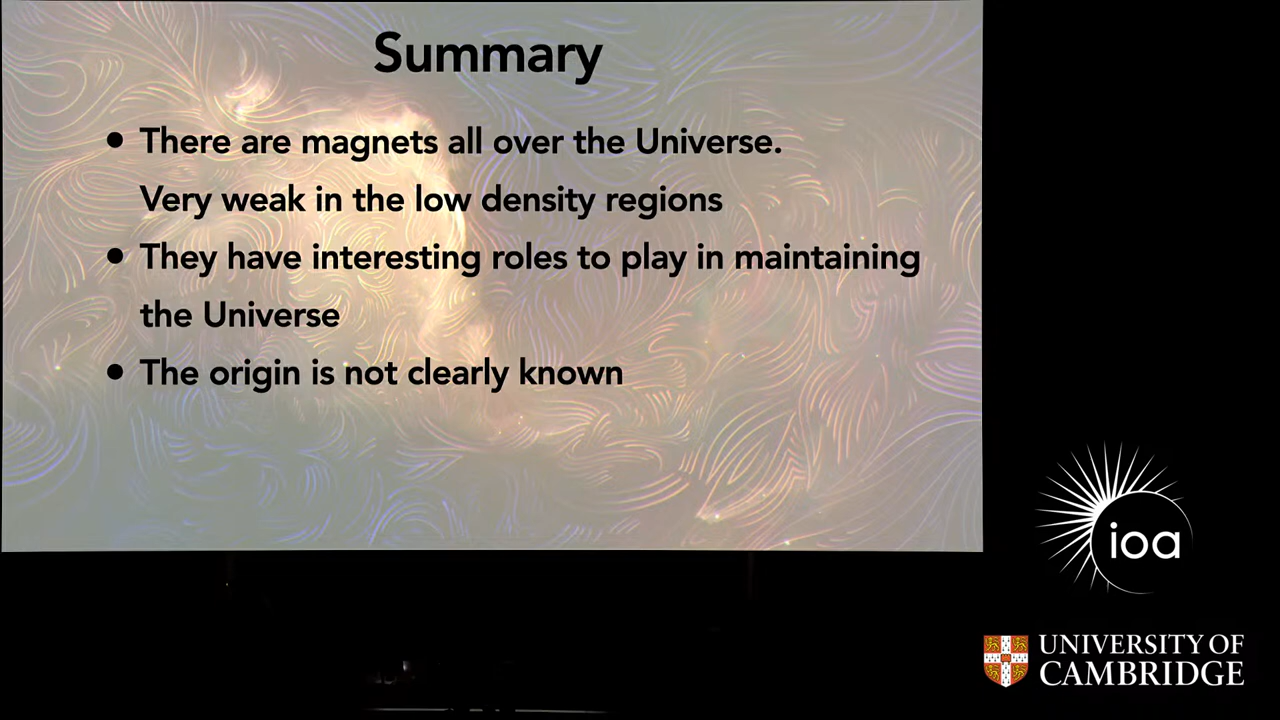 Summary
• There are magnets all over the Universe.
Very weak in the low density regions
• They have interesting roles to play in maintaining
the Universe
• The origin is not clearly known
ioa
UNIVERSITY OF
CAMBRIDGE